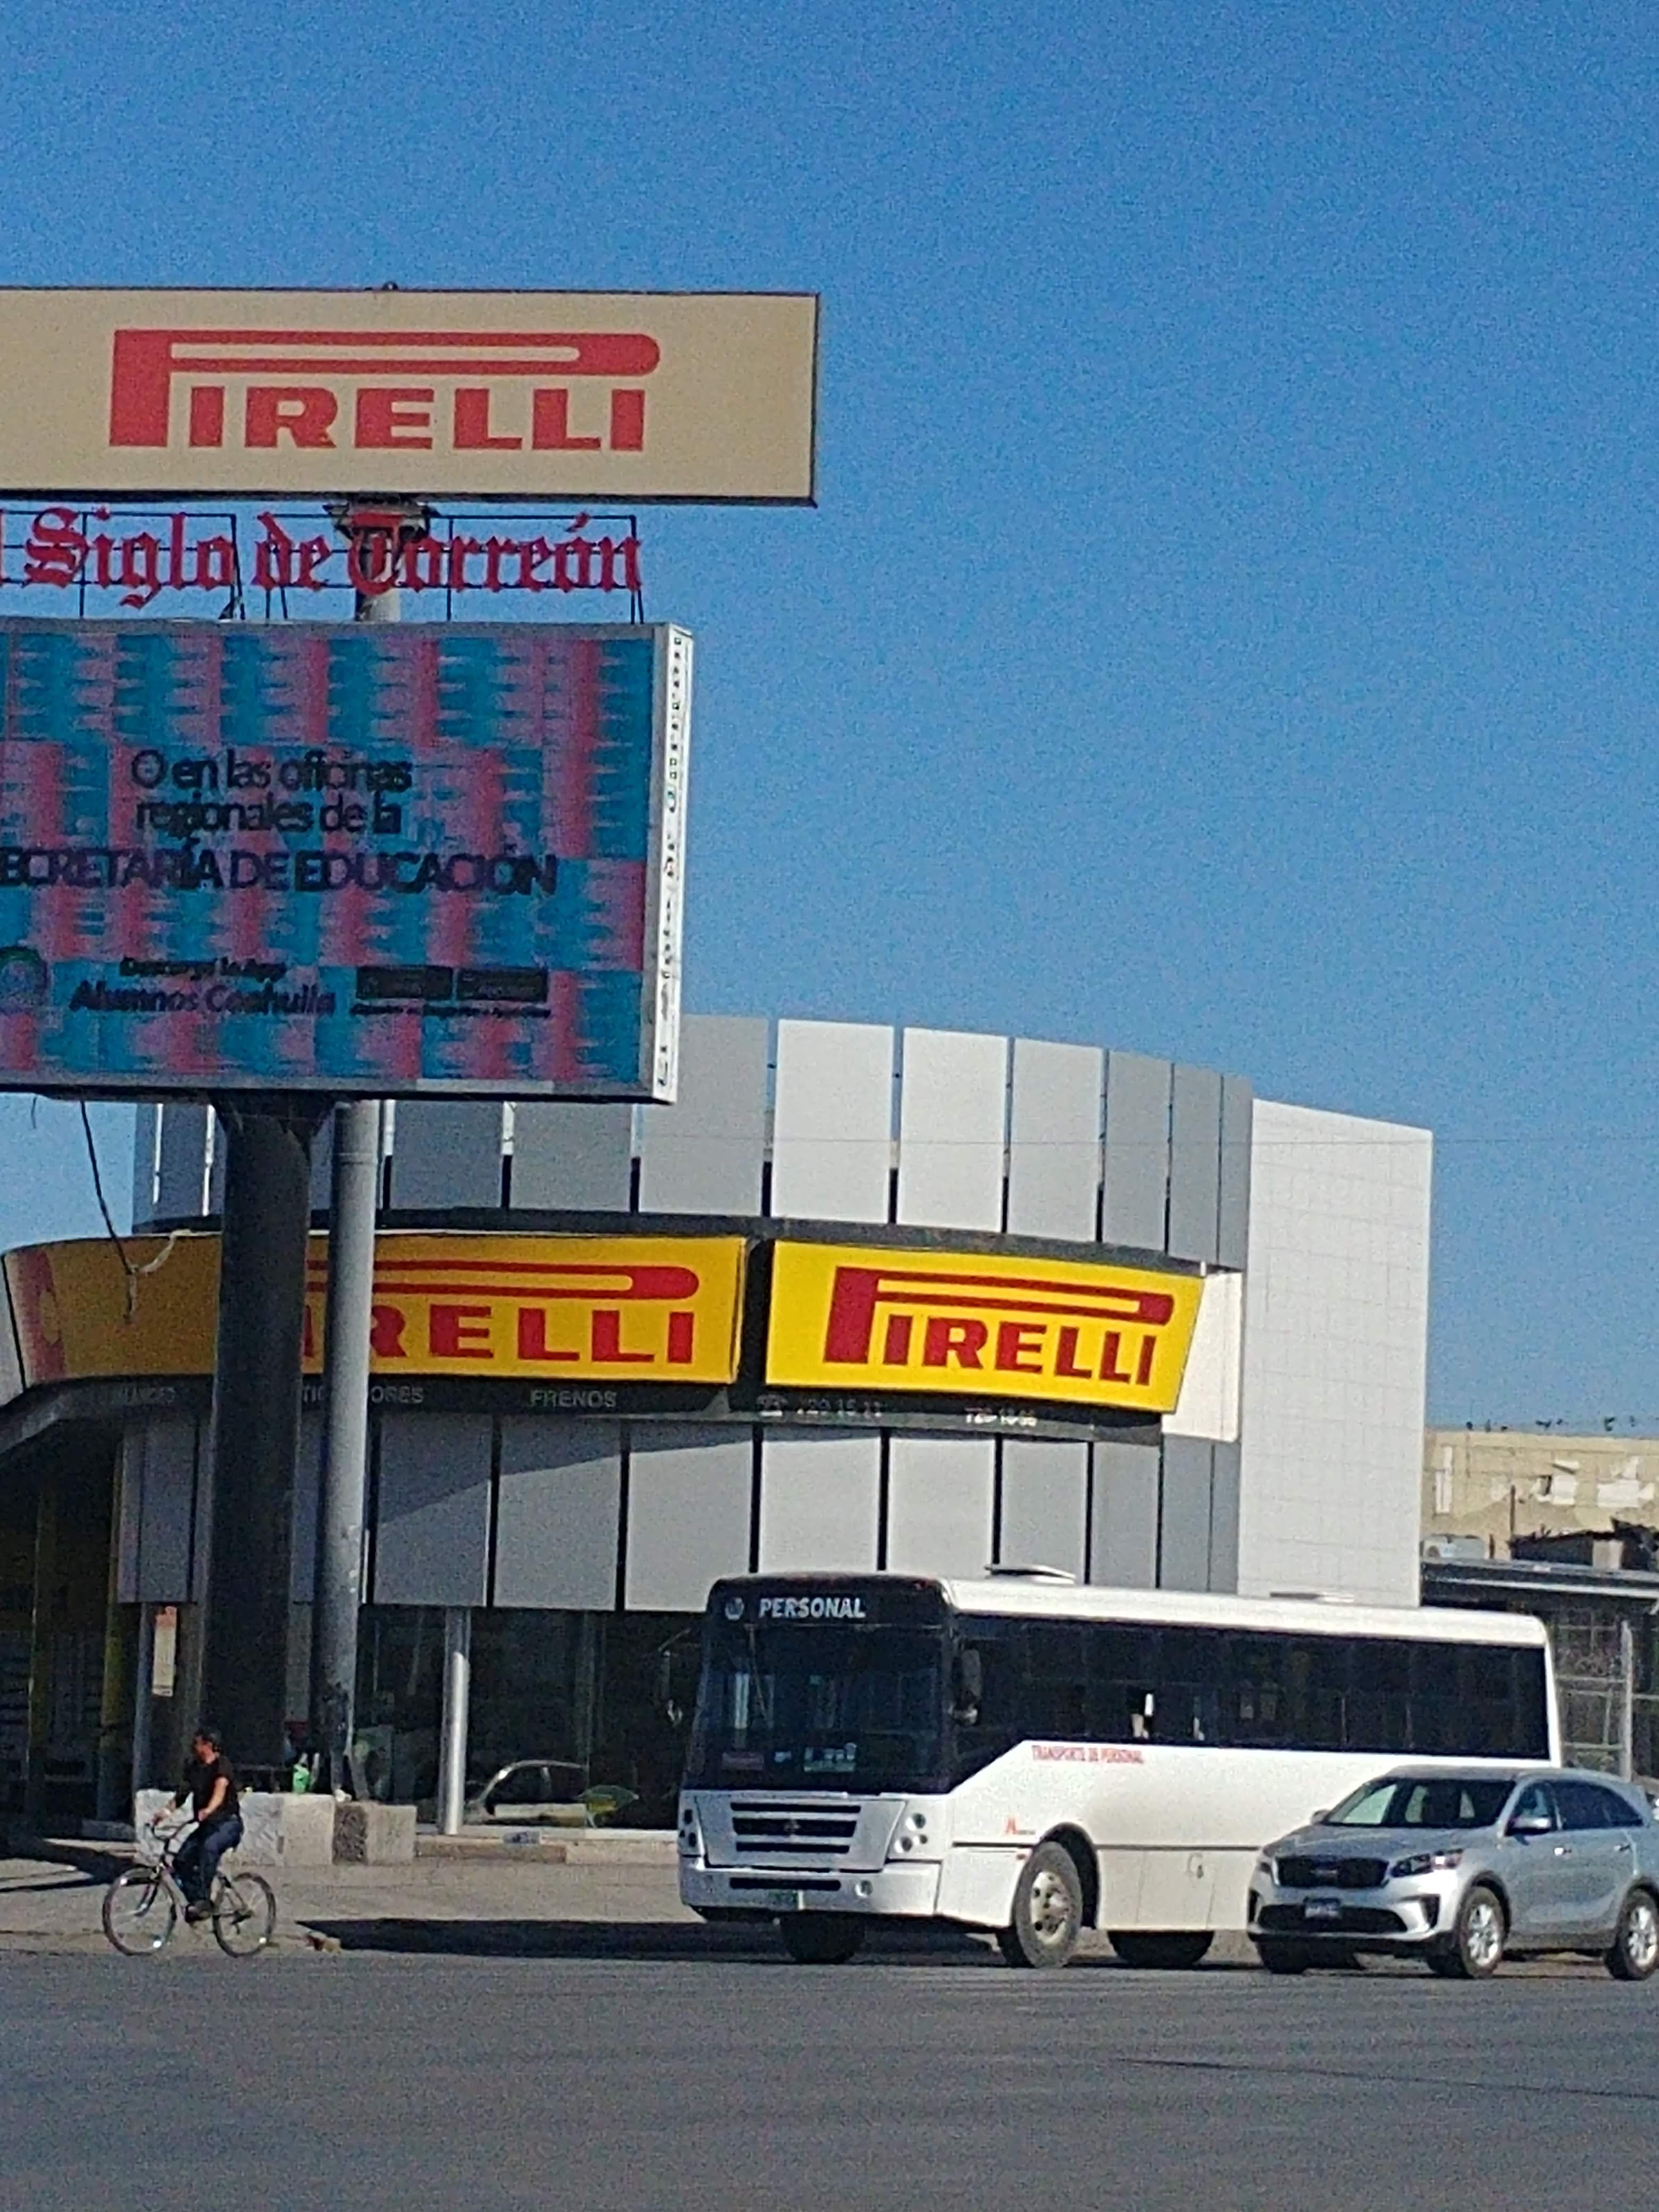 PIRELLI
Siglo de Torreón
O en las oficinas
regionales de la
ECRETARÍA DE EDUCACIÓN
Descarga la App
Alumnos Coahuila
PIRELLI
PIRELLI
FRENOS
PERSONAL
TRANSPORTE DE PERSONAL